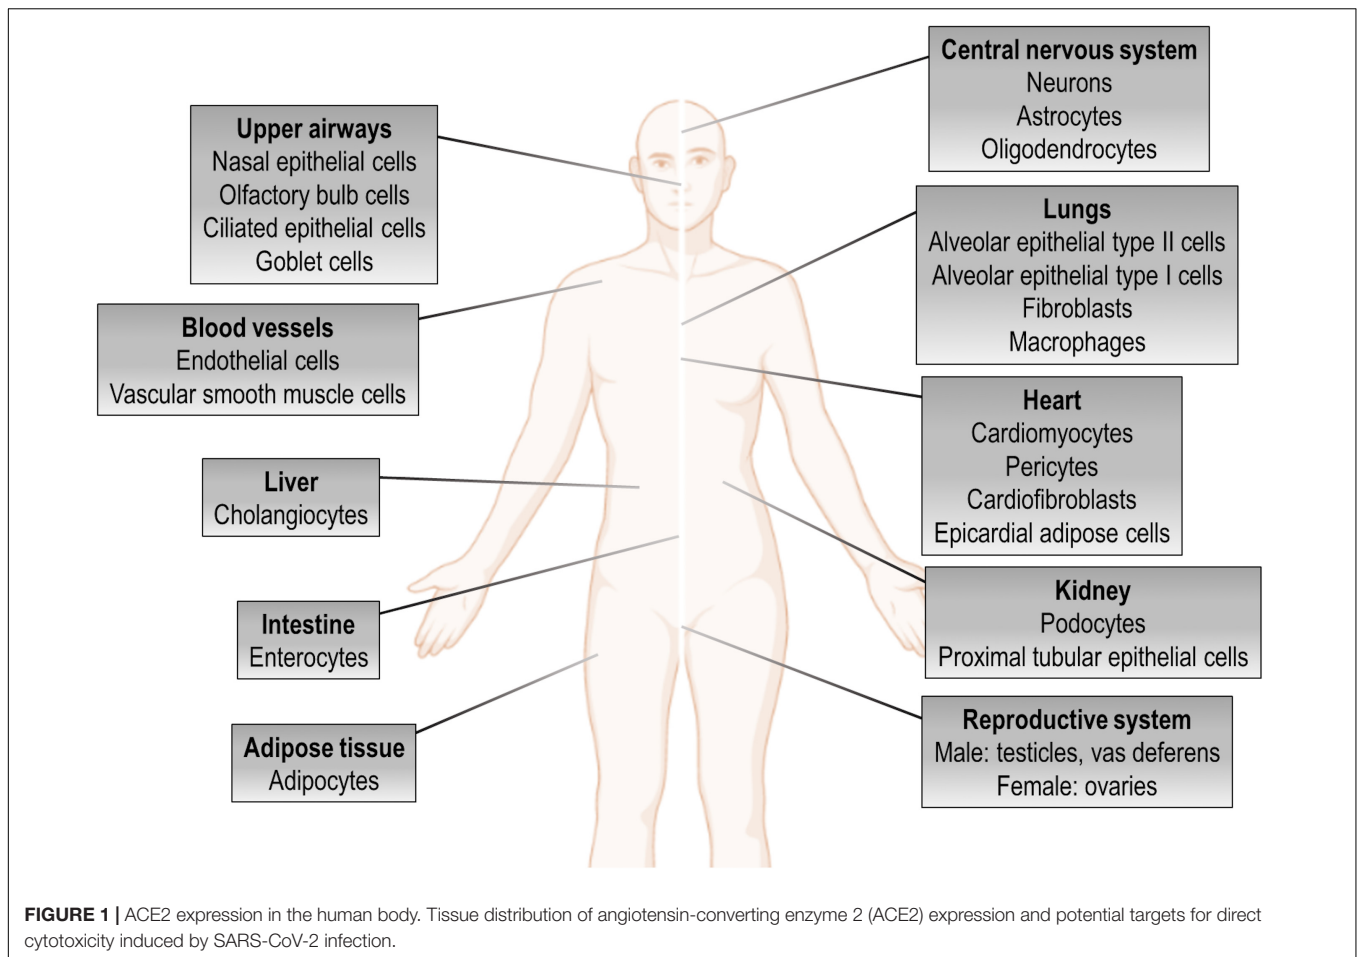 Central nervous system
Neurons
Astrocytes
Oligodendrocytes
Upper airways
Nasal epithelial cells
Olfactory bulb cells
Ciliated epithelial cells
Goblet cells
Lungs
Alveolar epithelial type II cells
Alveolar epithelial type I cells
Fibroblasts
Macrophages
Blood vessels
Endothelial cells
Vascular smooth muscle cells
Heart
Cardiomyocytes
Pericytes
Cardiofibroblasts
Epicardial adipose cells
Liver
Cholangiocytes
Kidney
Podocytes
Proximal tubular epithelial cells
Intestine
Enterocytes
Reproductive system
Male: testicles, vas deferens
Female: ovaries
Adipose tissue
Adipocytes
FIGURE 1 | ACE2 expression in the human body. Tissue distribution of angiotensin-converting enzyme 2 (ACE2) expression and potential targets for direct
cytotoxicity induced by SARS-CoV-2 infection.